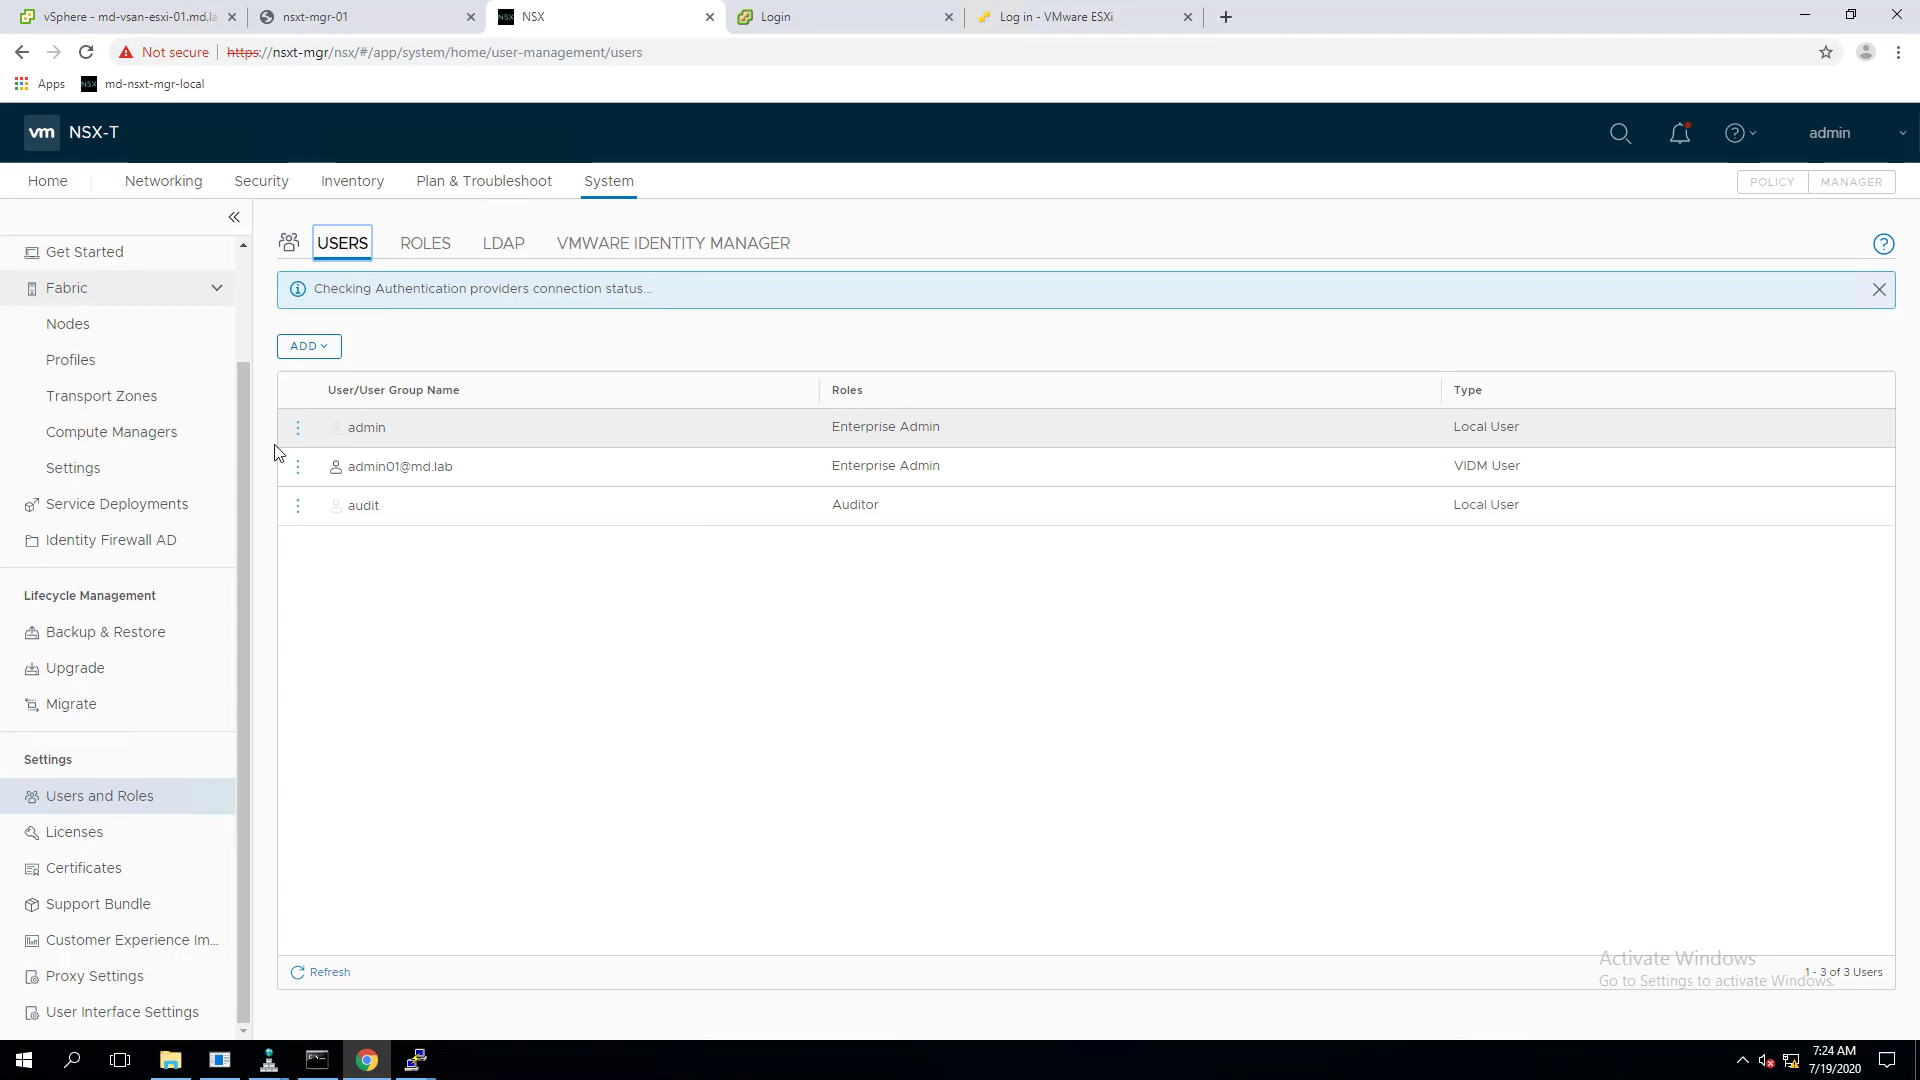 vSphere - md-vsan-esxi-01.md.la
nsxt-mgr-01
NSX
Login
Log in - VMware ESXi
Not secure
https://nsxt-mgr/nsx/#/app/system/home/user-management/users
Apps
NSX
md-nsxt-mgr-local
vm NSX-T
admin
Home
Networking
Security
Inventory
Plan & Troubleshoot
System
POLICY
MANAGER
Get Started
Fabric
Nodes
Profiles
Transport Zones
Compute Managers
Settings
Service Deployments
Identity Firewall AD
Lifecycle Management
Backup & Restore
Upgrade
Migrate
Settings
Users and Roles
Licenses
Certificates
Support Bundle
Customer Experience Im...
Proxy Settings
User Interface Settings
USERS
ROLES
LDAP
VMWARE IDENTITY MANAGER
Checking Authentication providers connection status...
ADD
User/User Group Name Roles Type
admin Enterprise Admin Local User
admin01@md.lab Enterprise Admin VIDM User
audit Auditor Local User
Refresh
1 - 3 of 3 Users
Activate Windows
Go to Settings to activate Windows.
7:24 AM
7/19/2020